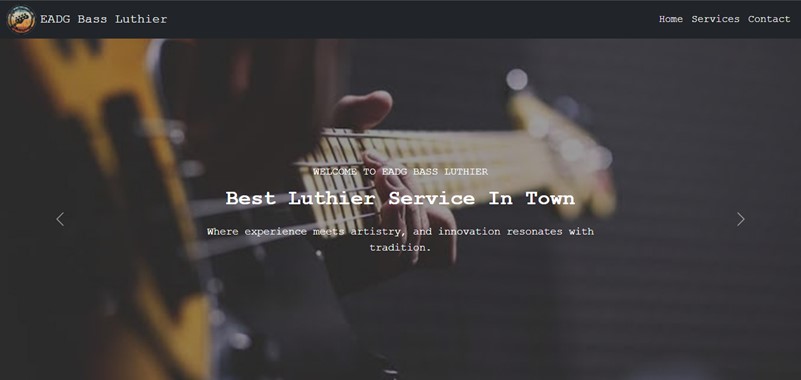 EADG Bass Luthier
Home Services Contact
WELCOME TO EADG BASS LUTHIER
Best Luthier Service In Town
Where experience meets artistry, and innovation resonates with
tradition.